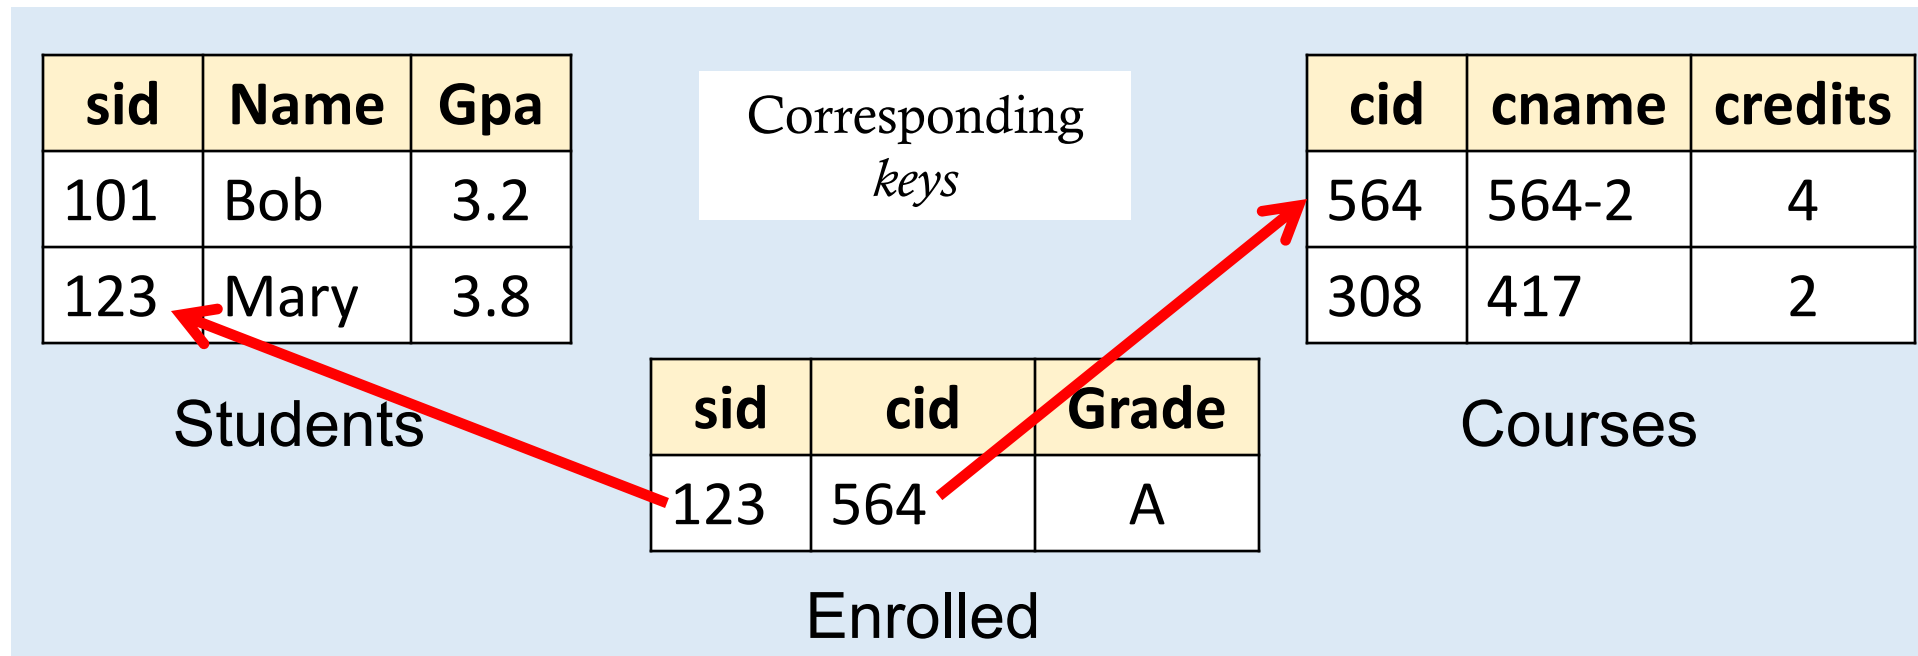 sid Name Gpa
101 Bob 3.2
123 Mary 3.8
Students
Corresponding
keys
cid cname credits
564 564-2 4
308 417 2
Courses
sid cid Grade
123 564 A
Enrolled